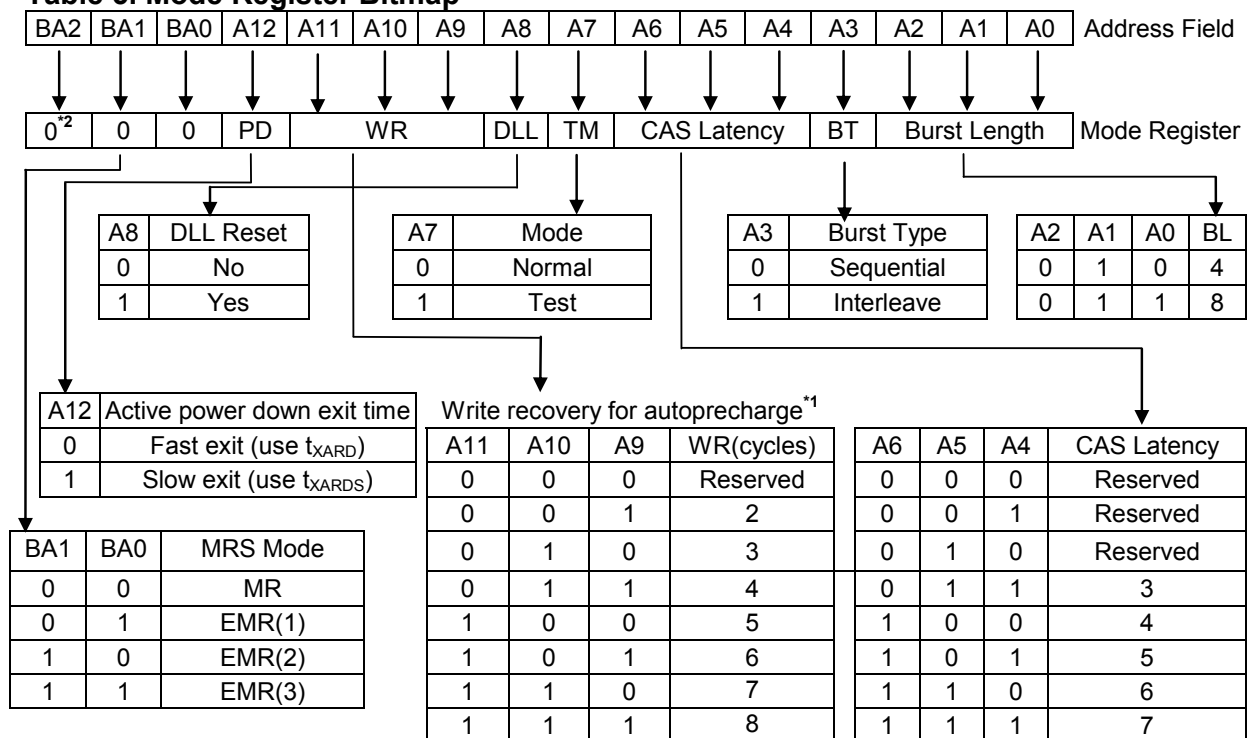 BA2 BA1 BA0 A12 A11 A10 A9 A8 A7 A6 A5 A4 A3 A2 A1 A0 Address Field
0*2 0 0 PD WR DLL TM CAS Latency BT Burst Length Mode Register
A8 DLL Reset
0 No
1 Yes
A7 Mode
0 Normal
1 Test
A3 Burst Type
0 Sequential
1 Interleave
A2 A1 A0 BL
0 1 0 4
0 1 1 8
A12 Active power down exit time
0 Fast exit (use tXARD)
1 Slow exit (use tXARDS)
BA1 BA0 MRS Mode
0 0 MR
0 1 EMR(1)
1 0 EMR(2)
1 1 EMR(3)
Write recovery for autoprecharge*1
A11 A10 A9 WR(cycles)
0 0 0 Reserved
0 0 1 2
0 1 0 3
0 1 1 4
1 0 0 5
1 0 1 6
1 1 0 7
1 1 1 8
A6 A5 A4 CAS Latency
0 0 0 Reserved
0 0 1 Reserved
0 1 0 Reserved
0 1 1 3
1 0 0 4
1 0 1 5
1 1 0 6
1 1 1 7